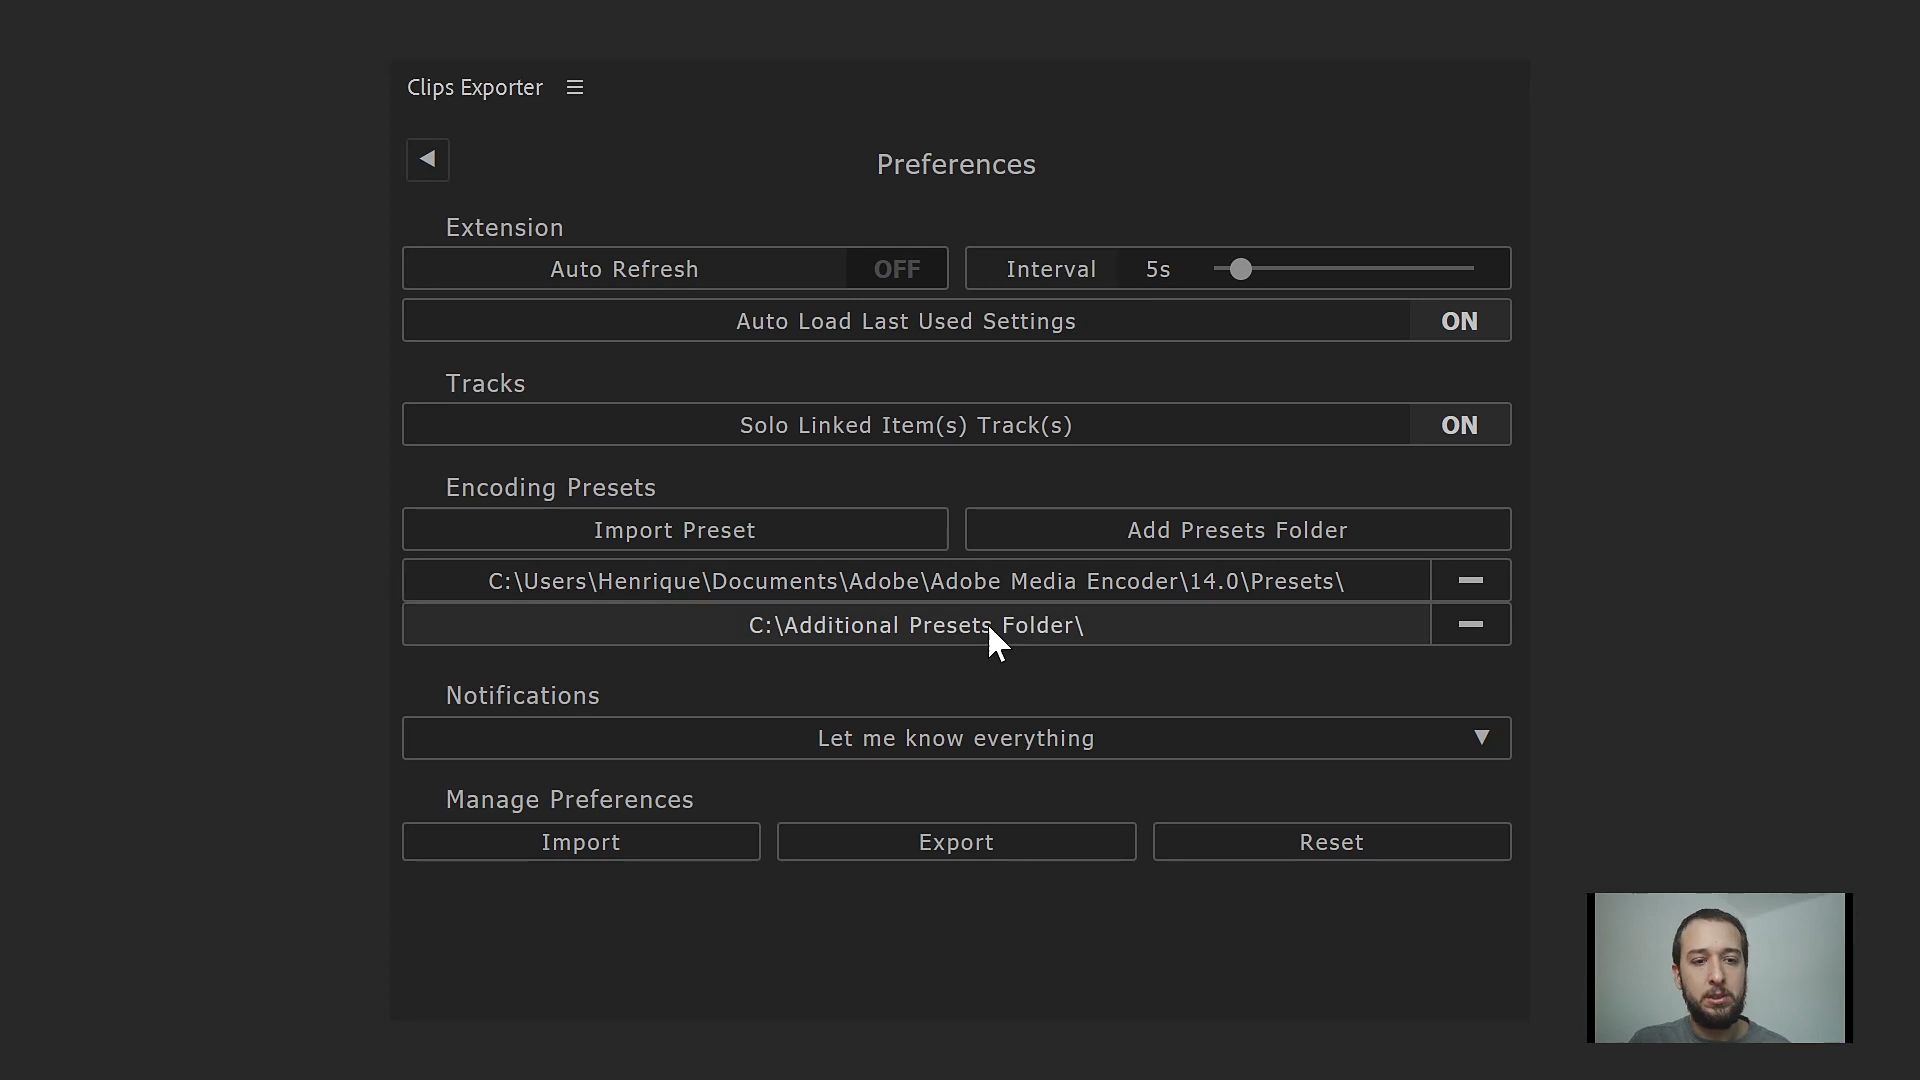 Clips Exporter
Preferences
Extension
Auto Refresh OFF Interval 5s
Auto Load Last Used Settings ON
Tracks
Solo Linked Item(s) Track(s) ON
Encoding Presets
Import Preset Add Presets Folder
C:\Users\Henrique\Documents\Adobe\Adobe Media Encoder\14.0\Presets\
C:\Additional Presets Folder\
Notifications
Let me know everything
Manage Preferences
Import Export Reset